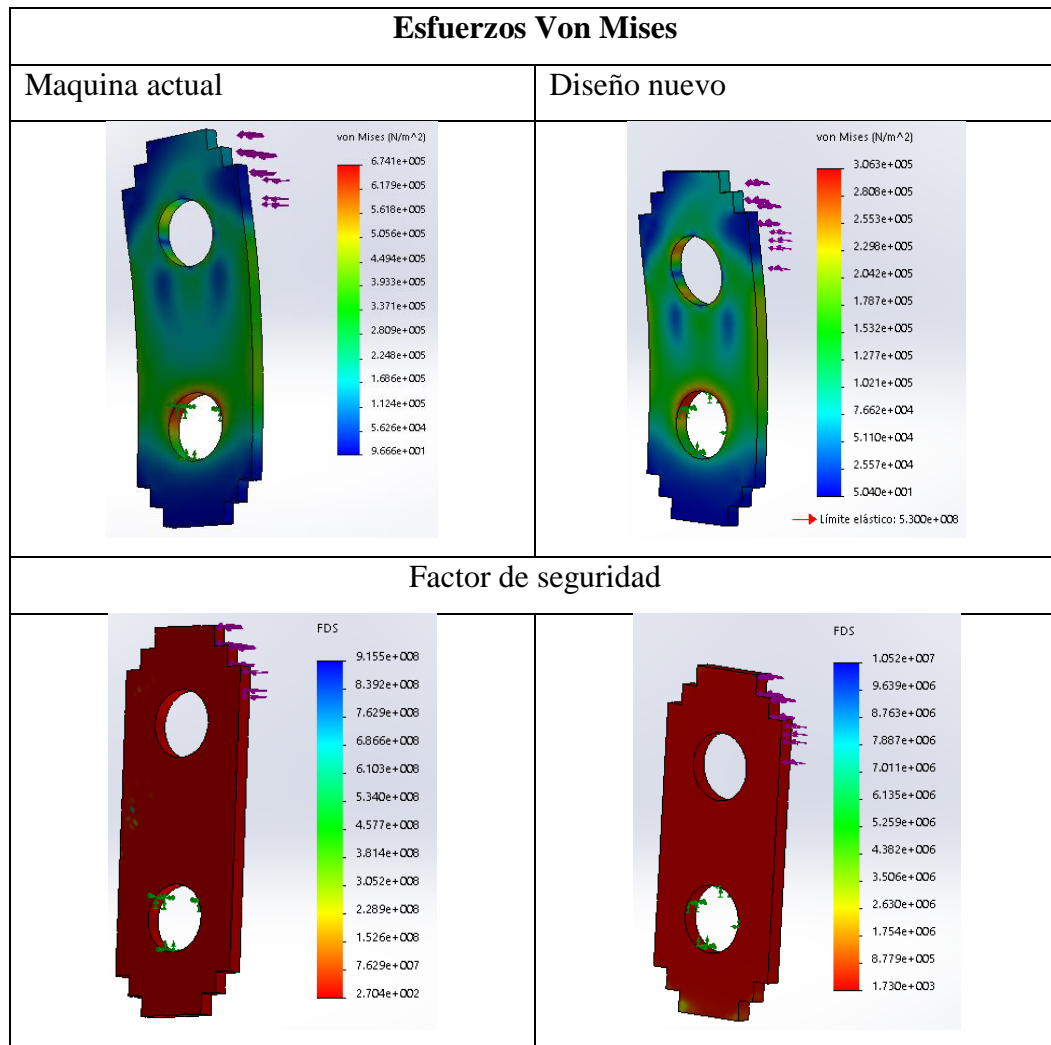 Esfuerzos Von Mises
Maquina actual
Diseño nuevo
von Mises (N/m^2)
6.741e+005
6.179e+005
5.618e+005
5.056e+005
4.494e+005
3.933e+005
3.371e+005
2.809e+005
2.248e+005
1.686e+005
1.124e+005
5.626e+004
9.666e+001
von Mises (N/m^2)
3.063e+005
2.808e+005
2.553e+005
2.298e+005
2.042e+005
1.787e+005
1.532e+005
1.277e+005
1.021e+005
7.662e+004
5.110e+004
2.557e+004
5.040e+001
Límite elástico: 5.300e+008
Factor de seguridad
FDS
9.155e+008
8.392e+008
7.629e+008
6.866e+008
6.103e+008
5.340e+008
4.577e+008
3.814e+008
3.052e+008
2.289e+008
1.526e+008
7.629e+007
2.704e+002
FDS
1.052e+007
9.639e+006
8.763e+006
7.887e+006
7.011e+006
6.135e+006
5.259e+006
4.382e+006
3.506e+006
2.630e+006
1.754e+006
8.779e+005
1.730e+003